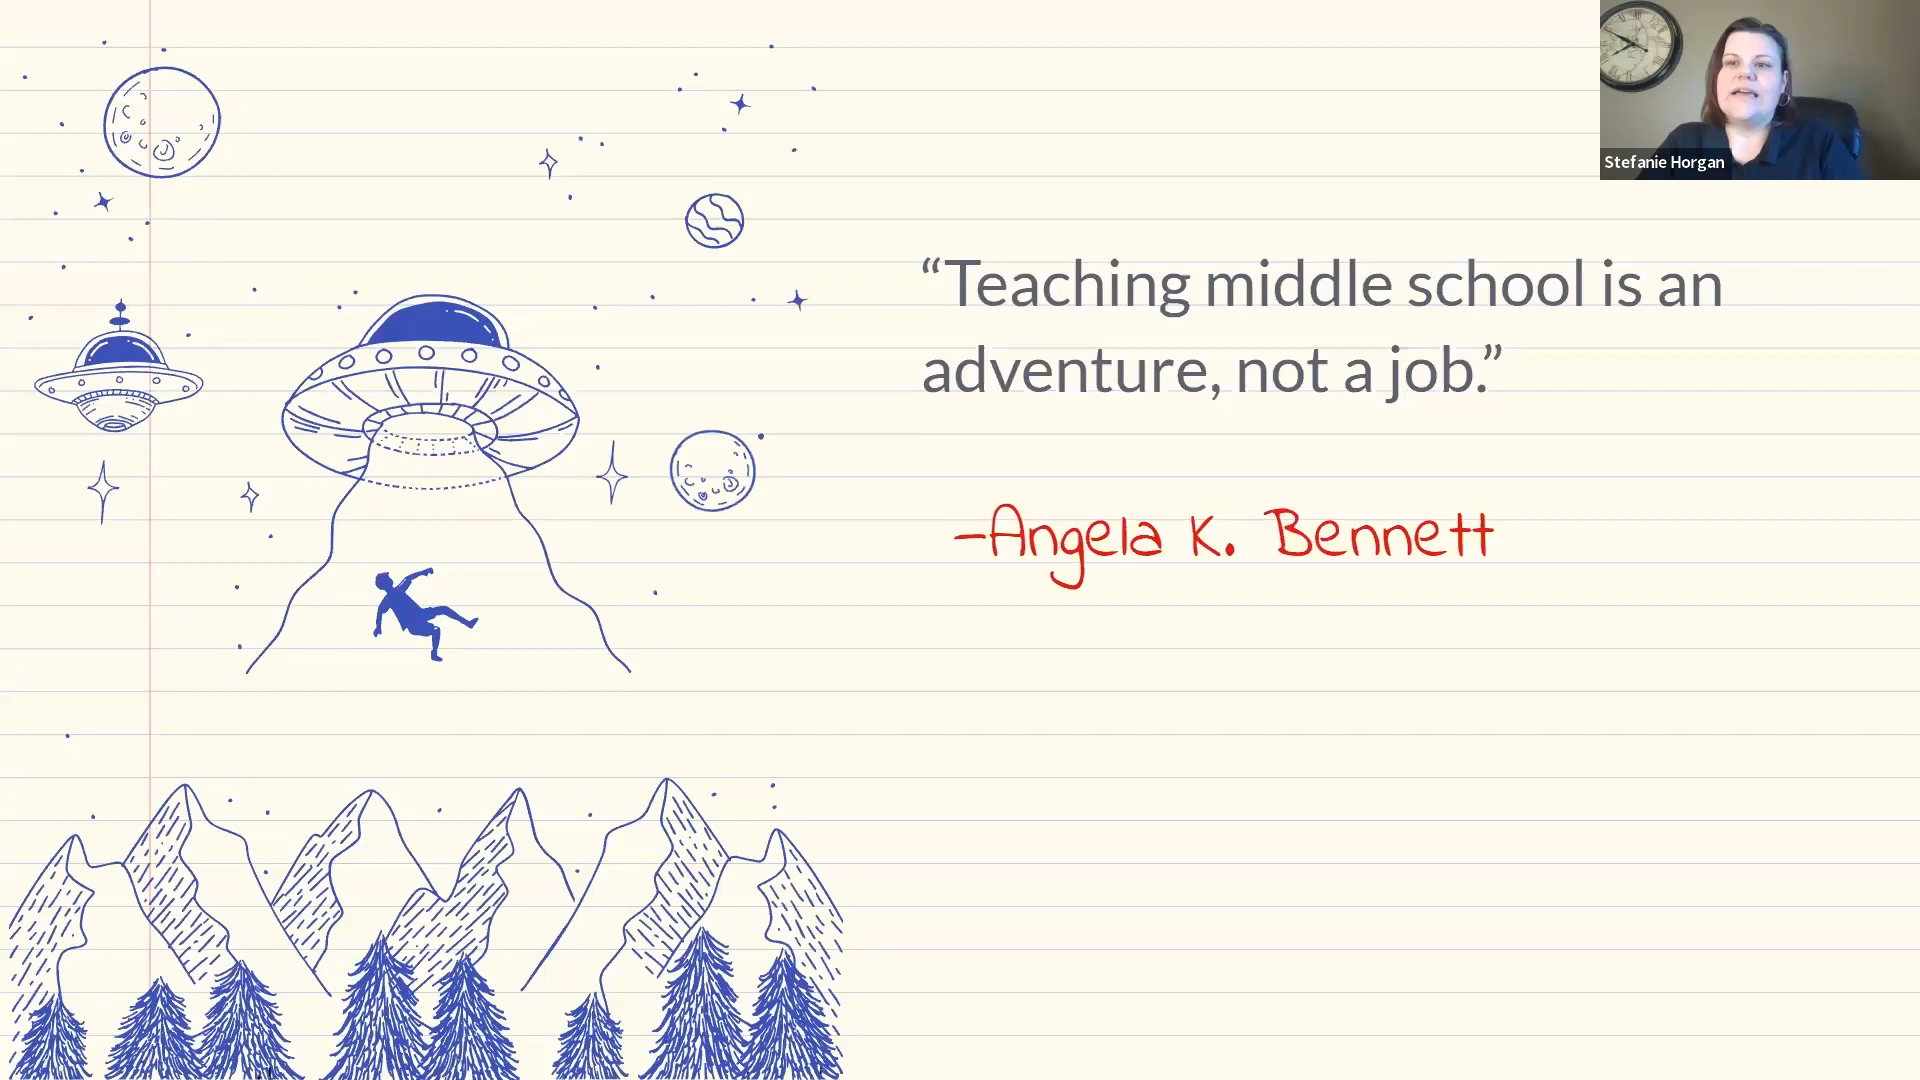 “Teaching middle school is an
adventure, not a job.”
–Angela K. Bennett
Stefanie Horgan